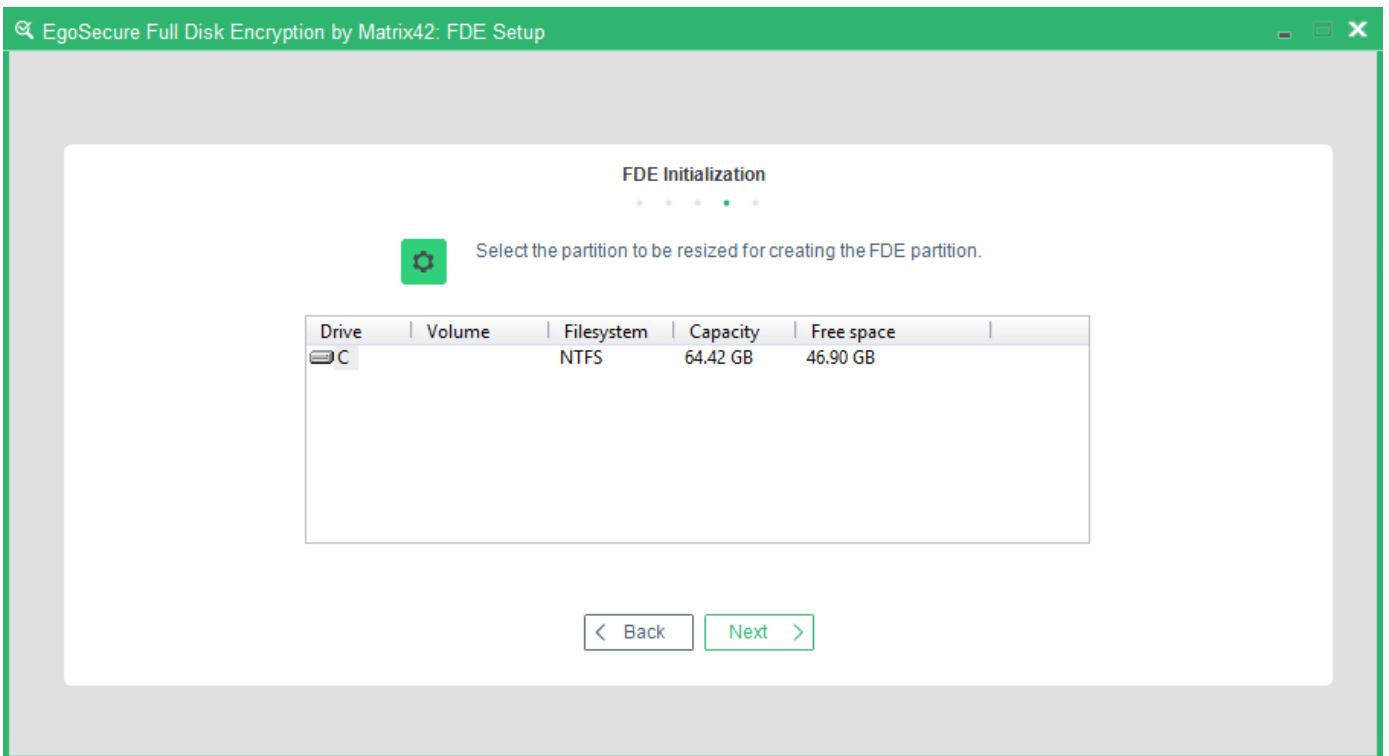 EgoSecure Full Disk Encryption by Matrix42: FDE Setup
FDE Initialization
Select the partition to be resized for creating the FDE partition.
Drive Volume Filesystem Capacity Free space
C NTFS 64.42 GB 46.90 GB
Back Next